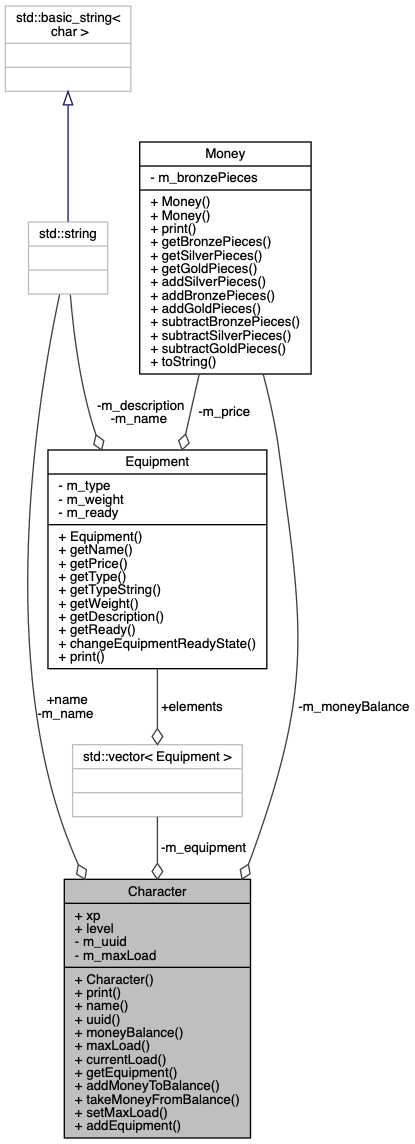 std::basic_string<
char >
Money
- m_bronzePieces
+ Money()
+ Money()
+ print()
+ getBronzePieces()
+ getSilverPieces()
+ getGoldPieces()
+ addSilverPieces()
+ addBronzePieces()
+ addGoldPieces()
+ subtractBronzePieces()
+ subtractSilverPieces()
+ subtractGoldPieces()
+ toString()
std::string
-m_description
-m_name
-m_price
Equipment
- m_type
- m_weight
- m_ready
+ Equipment()
+ getName()
+ getPrice()
+ getType()
+ getTypeString()
+ getWeight()
+ getDescription()
+ getReady()
+ changeEquipmentReadyState()
+ print()
+name
-m_name
+elements
-m_moneyBalance
std::vector< Equipment >
-m_equipment
Character
+ xp
+ level
- m_uuid
- m_maxLoad
+ Character()
+ print()
+ name()
+ uuid()
+ moneyBalance()
+ maxLoad()
+ currentLoad()
+ getEquipment()
+ addMoneyToBalance()
+ takeMoneyFromBalance()
+ setMaxLoad()
+ addEquipment()